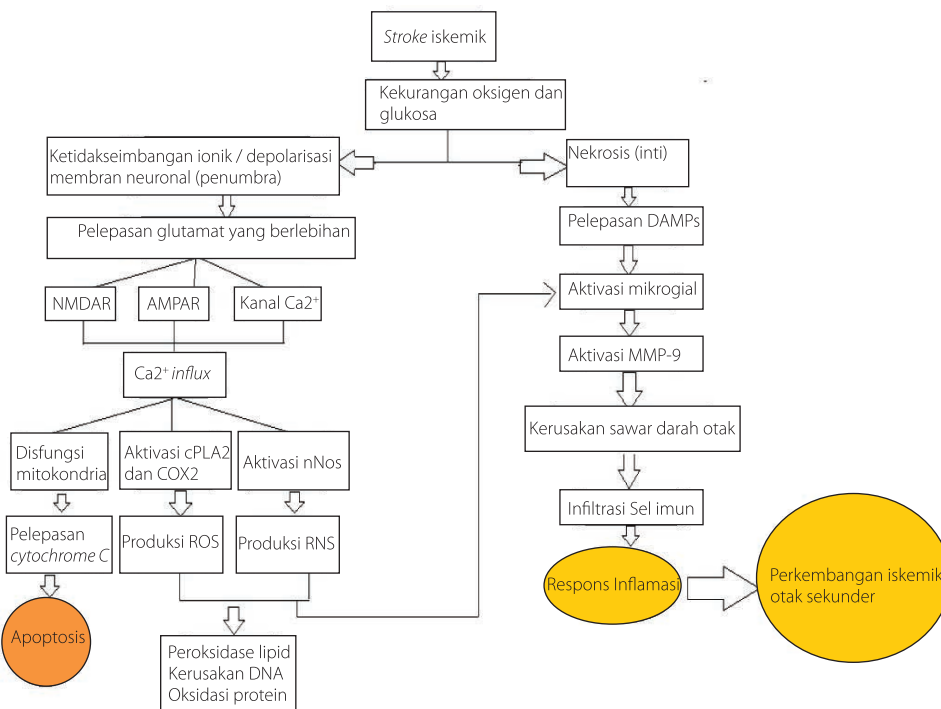 Stroke iskemik
Kekurangan oksigen dan
glukosa
Ketidakseimbangan ionik / depolarisasi
membran neuronal (penumbra)
Pelepasan glutamat yang berlebihan
NMDAR
AMPAR
Kanal Ca2⁺
Ca2⁺ influx
Disfungsi
mitokondria
Aktivasi cPLA2
dan COX2
Aktivasi nNos
Pelepasan
cytochrome C
Produksi ROS
Produksi RNS
Apoptosis
Peroksidase lipid
Kerusakan DNA
Oksidasi protein
Nekrosis (inti)
Pelepasan DAMPs
Aktivasi mikrogial
Aktivasi MMP-9
Kerusakan sawar darah otak
Infiltrasi Sel imun
Respons Inflamasi
Perkembangan iskemik
otak sekunder